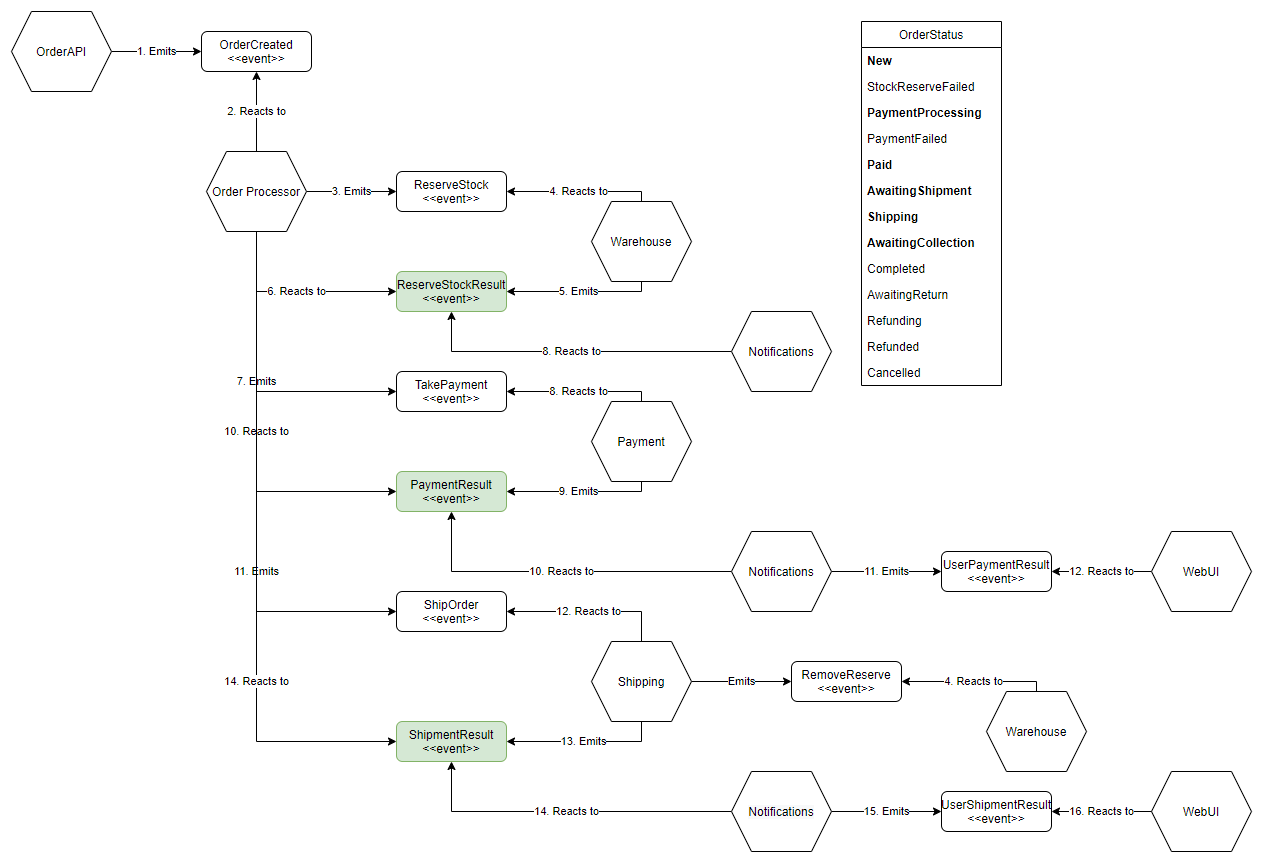 OrderAPI
1. Emits
OrderCreated
<<event>>
2. Reacts to
Order Processor
3. Emits
ReserveStock
<<event>>
4. Reacts to
Warehouse
5. Emits
6. Reacts to
ReserveStockResult
<<event>>
8. Reacts to
Notifications
7. Emits
TakePayment
<<event>>
8. Reacts to
Payment
9. Emits
10. Reacts to
PaymentResult
<<event>>
10. Reacts to
Notifications
11. Emits
UserPaymentResult
<<event>>
12. Reacts to
WebUI
11. Emits
ShipOrder
<<event>>
12. Reacts to
Shipping
Emits
RemoveReserve
<<event>>
4. Reacts to
Warehouse
13. Emits
14. Reacts to
ShipmentResult
<<event>>
14. Reacts to
Notifications
15. Emits
UserShipmentResult
<<event>>
16. Reacts to
WebUI
OrderStatus
New
StockReserveFailed
PaymentProcessing
PaymentFailed
Paid
AwaitingShipment
Shipping
AwaitingCollection
Completed
AwaitingReturn
Refunding
Refunded
Cancelled